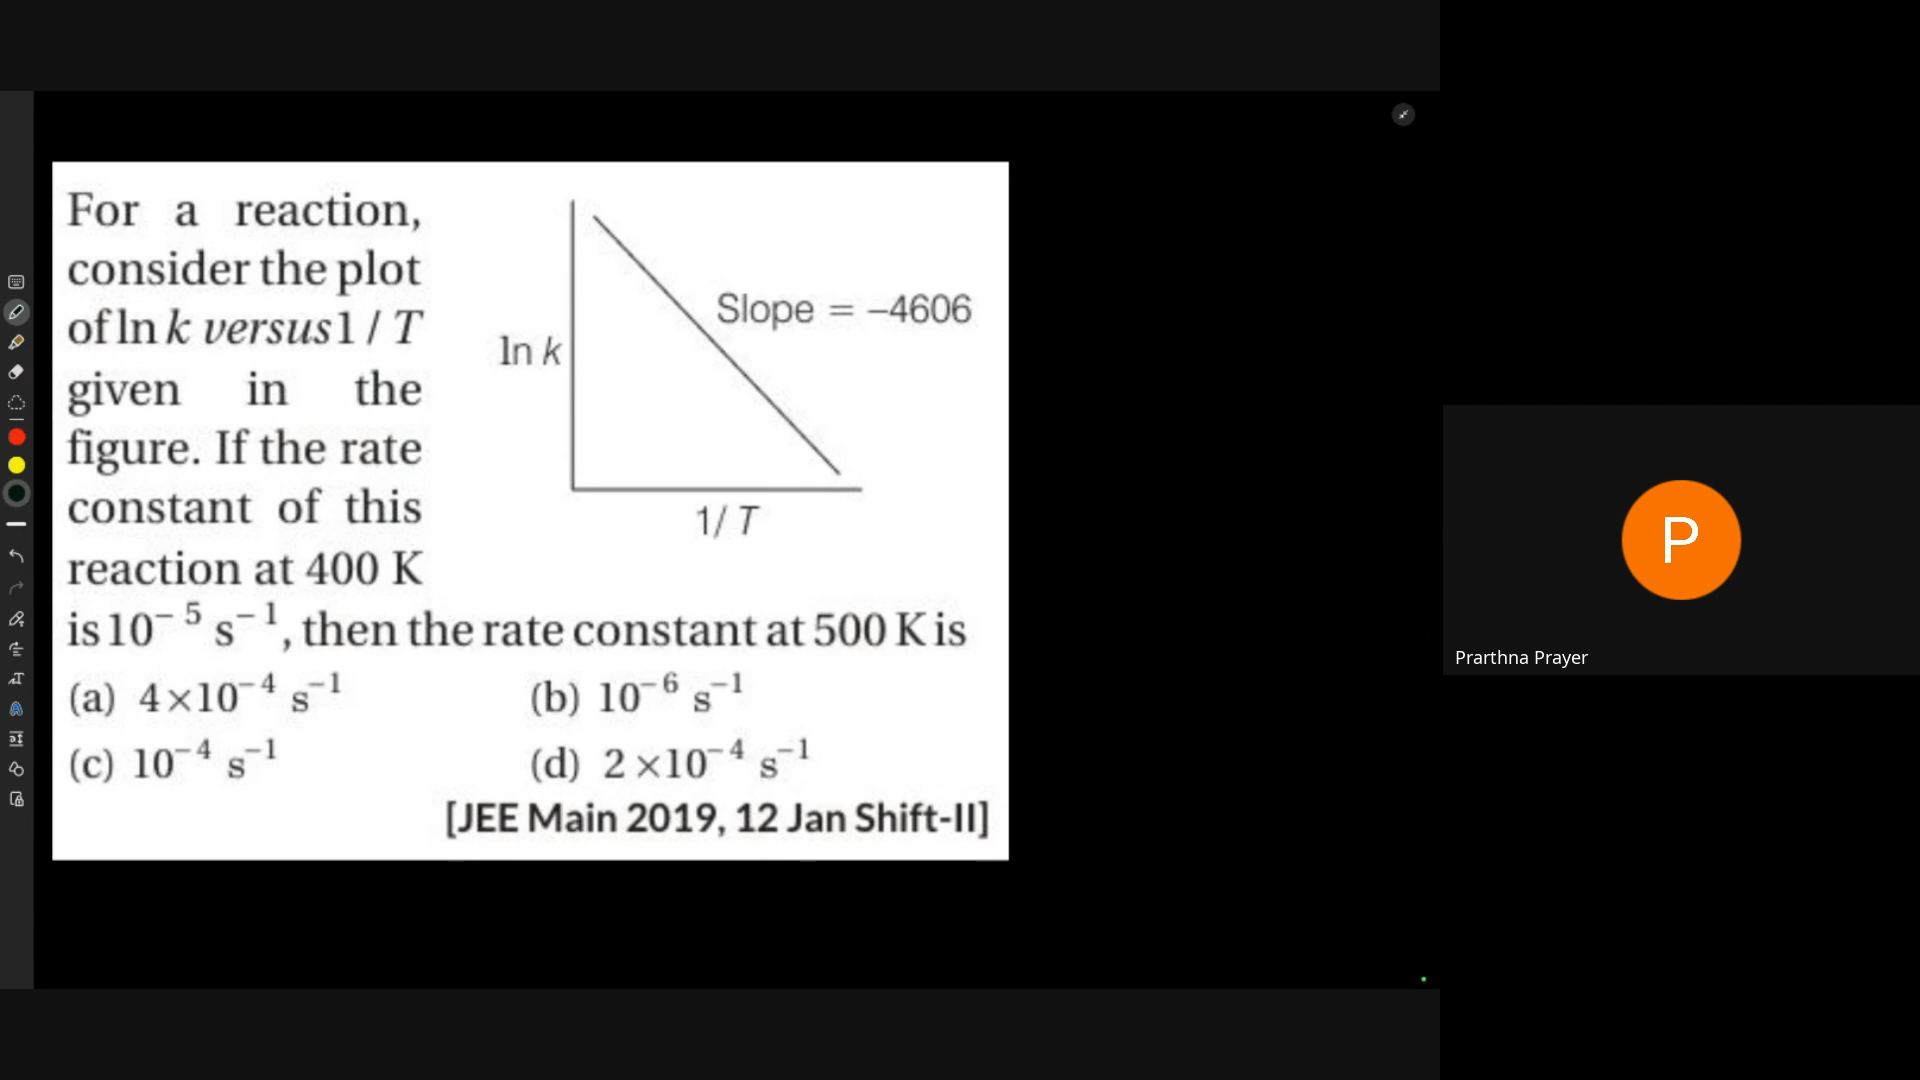 For a reaction,
consider the plot
of ln k versus 1 / T
given in the
figure. If the rate
constant of this
reaction at 400 K
is 10⁻⁵ s⁻¹, then the rate constant at 500 K is
ln k
Slope = –4606
1/ T
(a) 4×10⁻⁴ s⁻¹
(b) 10⁻⁶ s⁻¹
(c) 10⁻⁴ s⁻¹
(d) 2 ×10⁻⁴ s⁻¹
[JEE Main 2019, 12 Jan Shift-II]
P
Prarthna Prayer